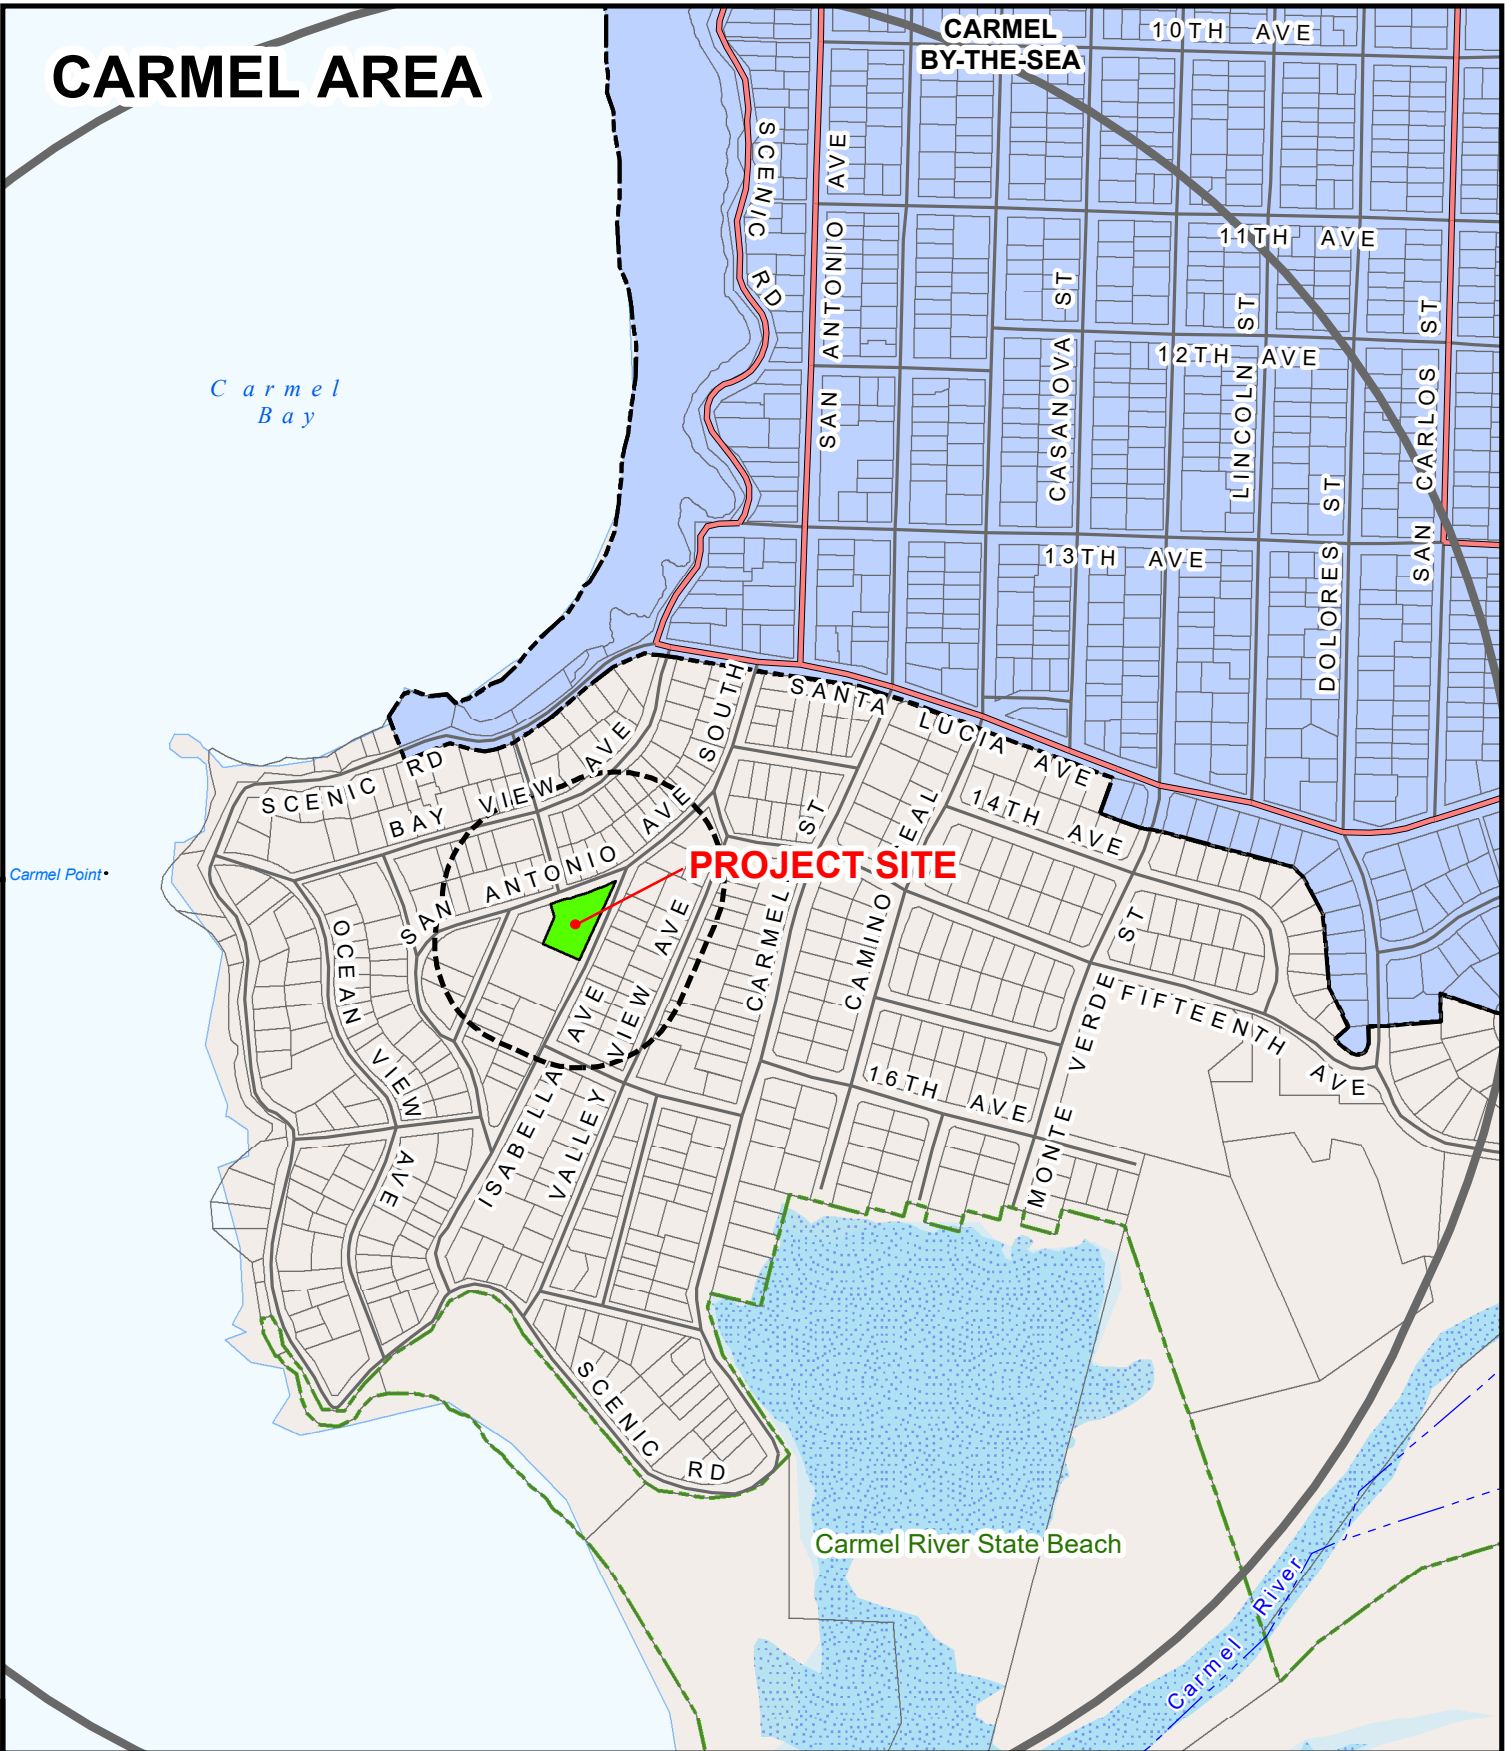 CARMEL AREA
CARMEL
BY-THE-SEA
10TH AVE
SCENIC RD
SAN ANTONIO AVE
11TH AVE
CASANOVA ST
LINCOLN ST
12TH AVE
SAN CARLOS ST
Carmel
Bay
DOLORES ST
13TH AVE
SANTA LUCIA AVE
SCENIC RD
BAY VIEW AVE
SAN ANTONIO AVE SOUTH
14TH AVE
Carmel Point
PROJECT SITE
CARMEL ST
CAMINO REAL
OCEAN VIEW AVE
ISABELLA AVE
VALLEY VIEW AVE
MONTE VERDE ST
FIFTEENTH AVE
16TH AVE
SCENIC RD
Carmel River State Beach
Carmel River